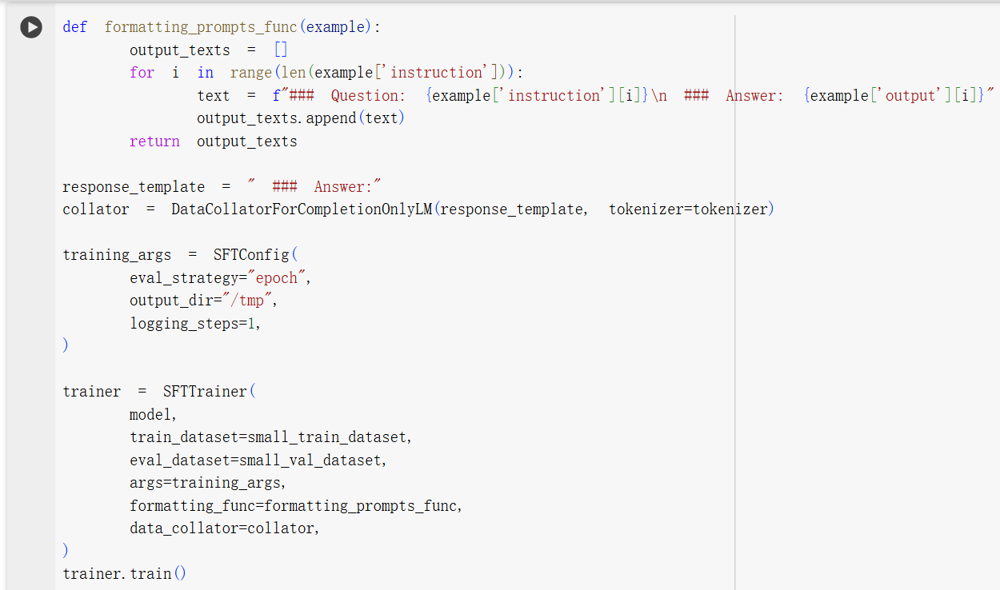 def formatting_prompts_func(example):
    output_texts = []
    for i in range(len(example['instruction'])):
        text = f"### Question: {example['instruction'][i]}\n ### Answer: {example['output'][i]}"
        output_texts.append(text)
    return output_texts

response_template = " ### Answer:"
collator = DataCollatorForCompletionOnlyLM(response_template, tokenizer=tokenizer)

training_args = SFTConfig(
    eval_strategy="epoch",
    output_dir="/tmp",
    logging_steps=1,
)

trainer = SFTTrainer(
    model,
    train_dataset=small_train_dataset,
    eval_dataset=small_val_dataset,
    args=training_args,
    formatting_func=formatting_prompts_func,
    data_collator=collator,
)
trainer.train()